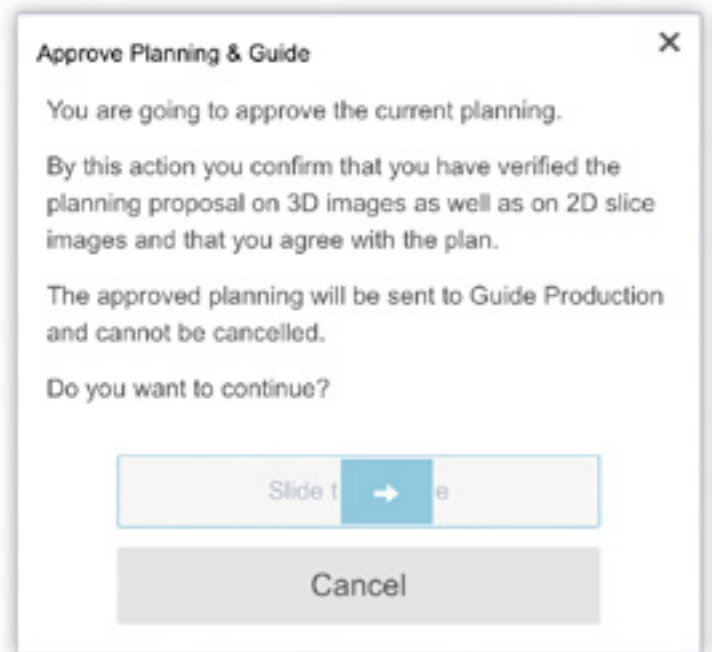 Approve Planning & Guide
You are going to approve the current planning.
By this action you confirm that you have verified the
planning proposal on 3D images as well as on 2D slice
images and that you agree with the plan.
The approved planning will be sent to Guide Production
and cannot be cancelled.
Do you want to continue?
Slide
Cancel